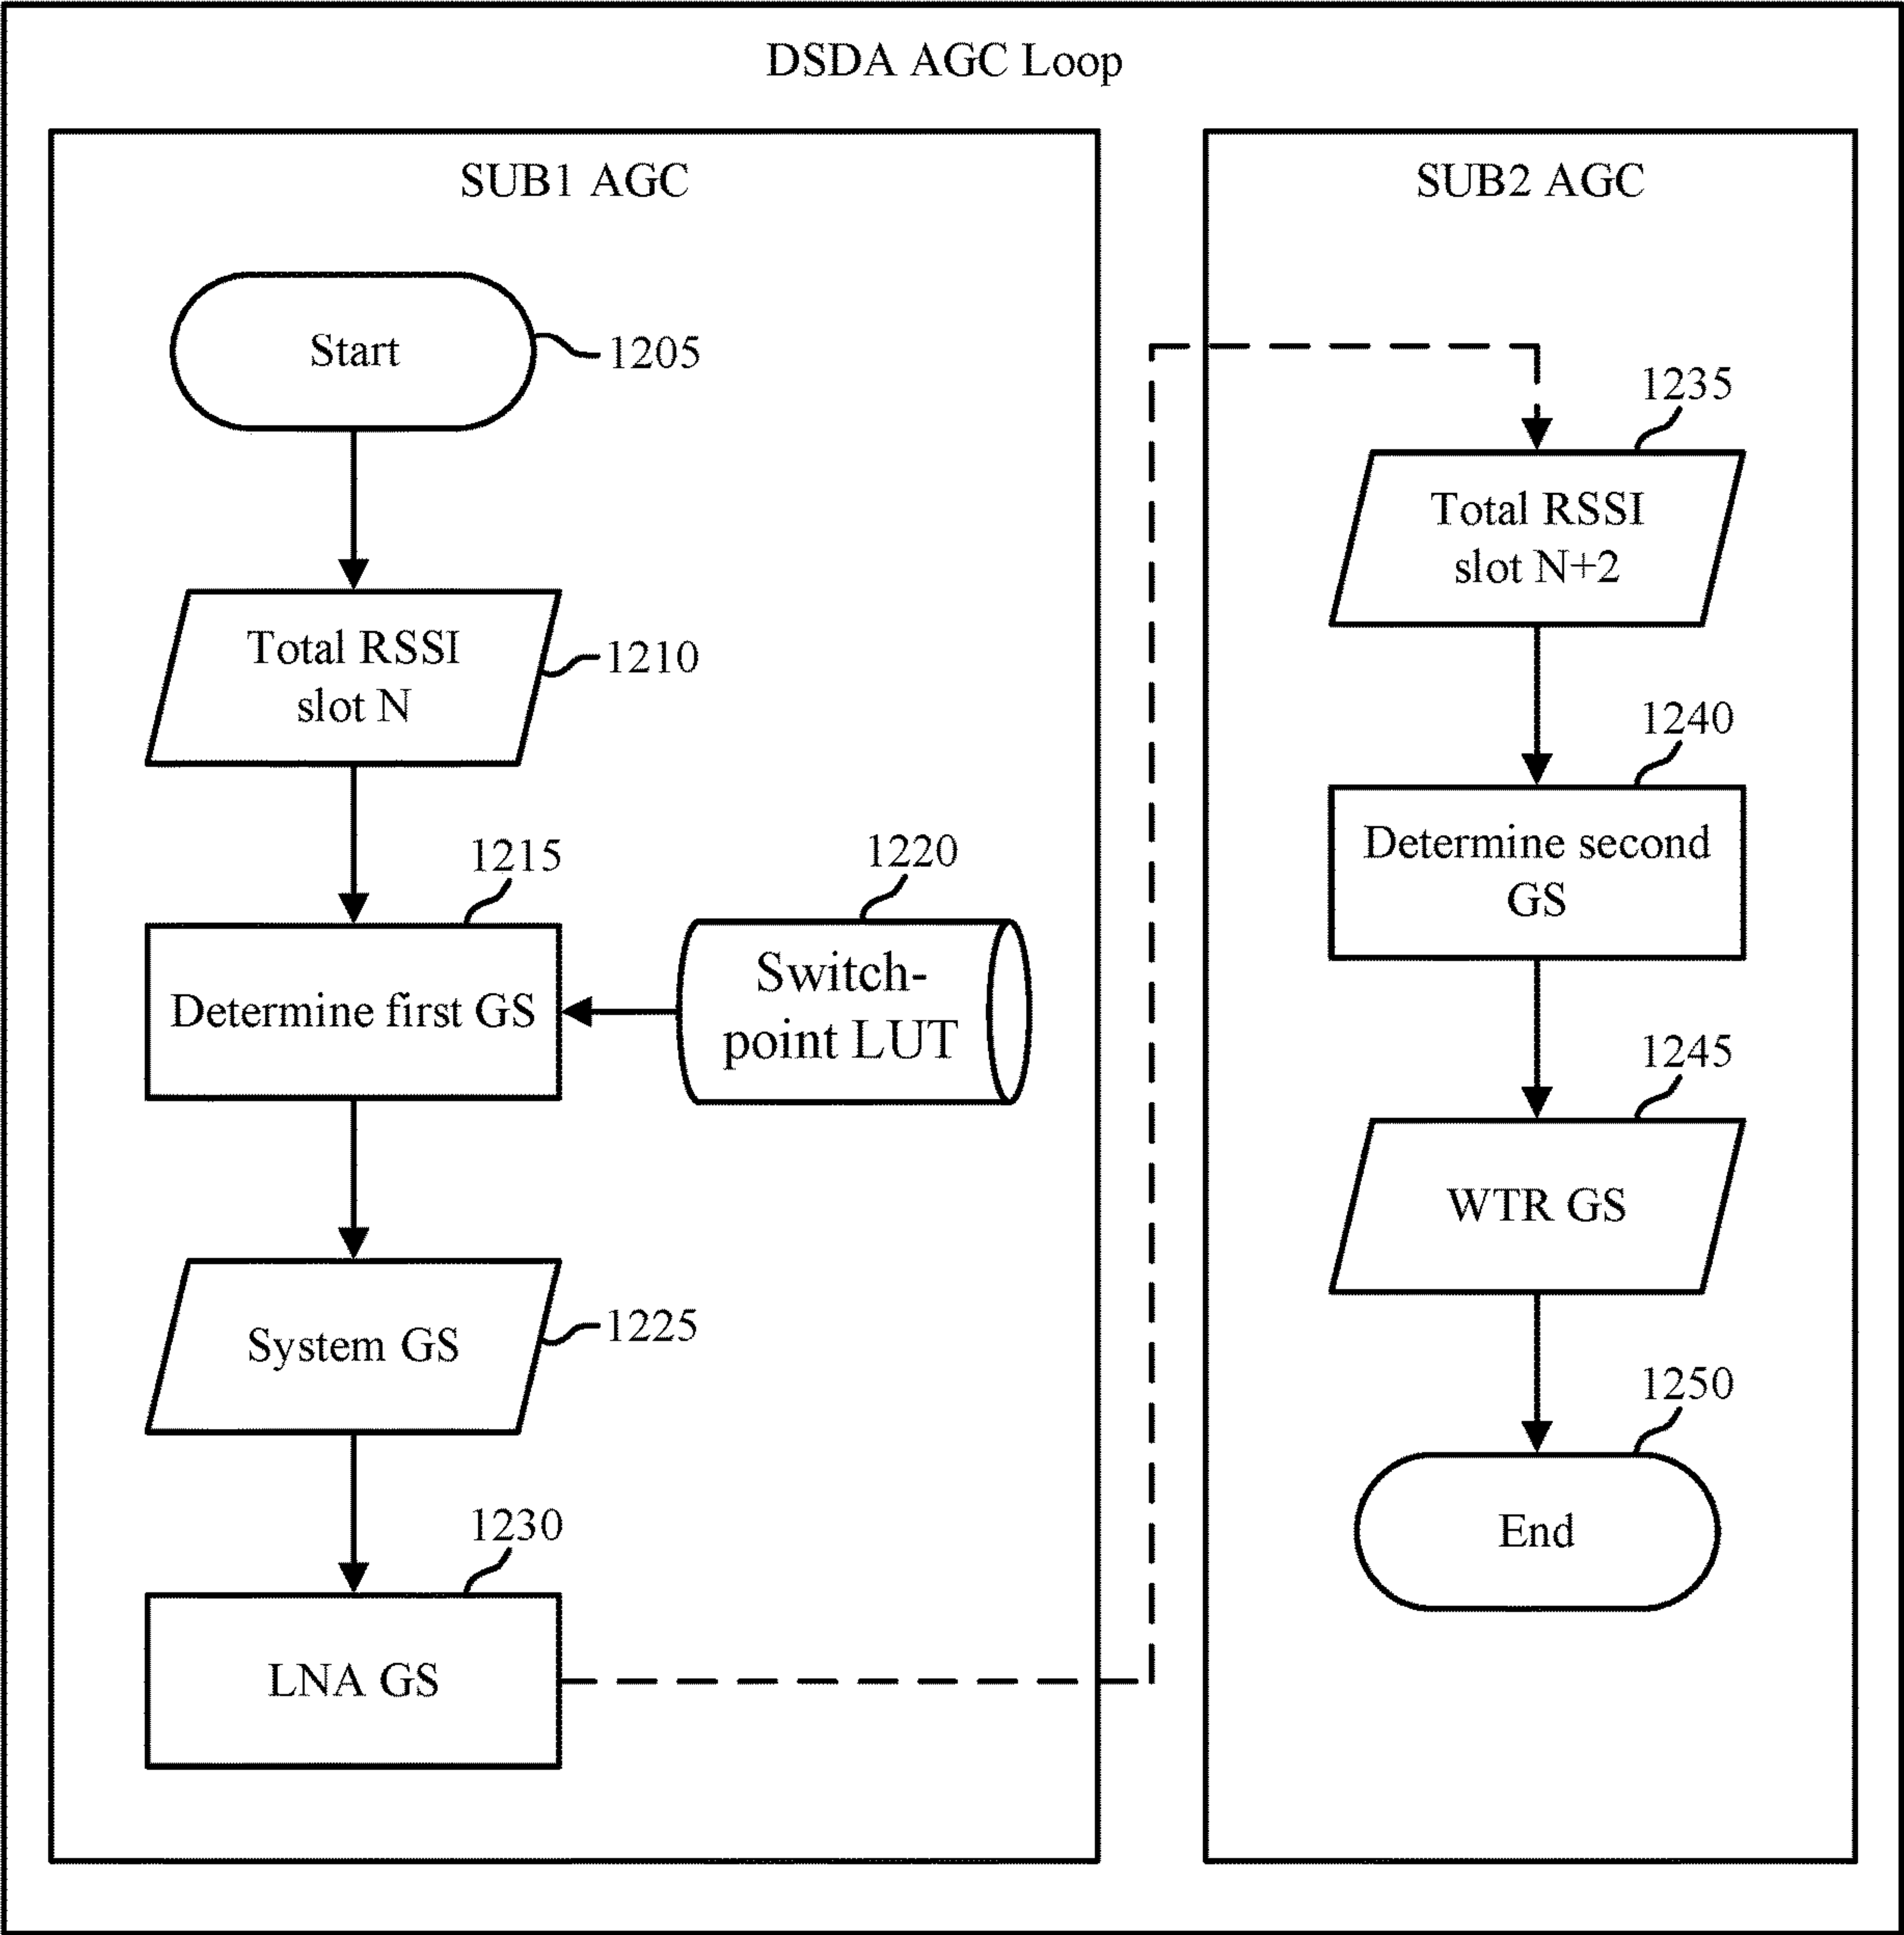 DSDA AGC Loop
SUB1 AGC
Start
1205
Total RSSI
slot N
1210
1215
Determine first GS
1220
Switch-
point LUT
System GS
1225
1230
LNA GS
SUB2 AGC
1235
Total RSSI
slot N+2
1240
Determine second
GS
1245
WTR GS
1250
End